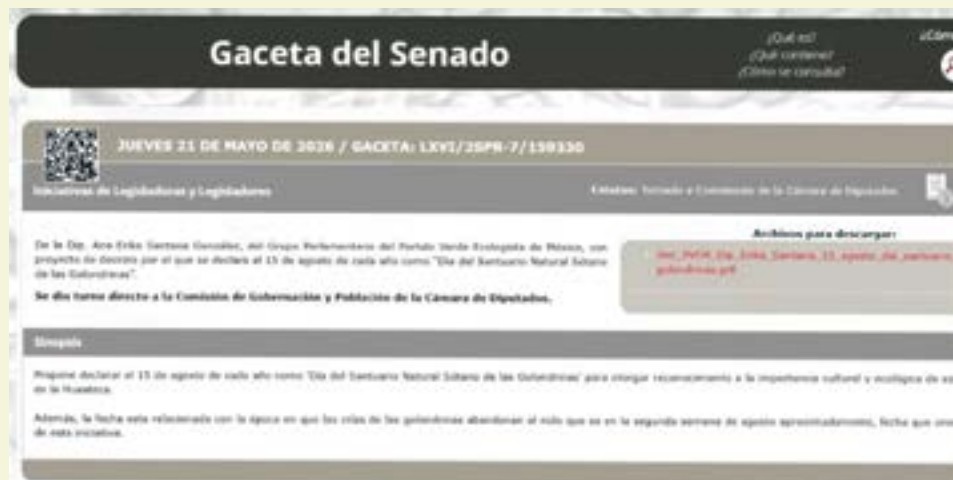 Gaceta del Senado
¿Qué es?
¿Qué contiene?
¿Cómo se consulta?
JUEVES 21 DE MAYO DE 2026 / GACETA: LXVI/2SPR-7/159330
Iniciativas de Legisladoras y Legisladores
Estatus: Turnado a Comisiones de la Cámara de Diputados
De la Dip. Ana Erika Santana González, del Grupo Parlamentario del Partido Verde Ecologista de México, con
proyecto de decreto por el que se declara el 15 de agosto de cada año como "Día del Santuario Natural Sótano
de las Golondrinas".
Se dio turno directo a la Comisión de Gobernación y Población de la Cámara de Diputados.
Archivos para descargar:
golondrinas.pdf
Sinopsis
Propone declarar el 15 de agosto de cada año como 'Día del Santuario Natural Sótano de las Golondrinas' para otorgar reconocimiento a la importancia cultural y ecológica de
en la Huasteca.
Además, la fecha esta relacionada con la época en que las crías de las golondrinas abandonan el nido que es en la segunda semana de agosto aproximadamente, fecha que
de esta iniciativa.